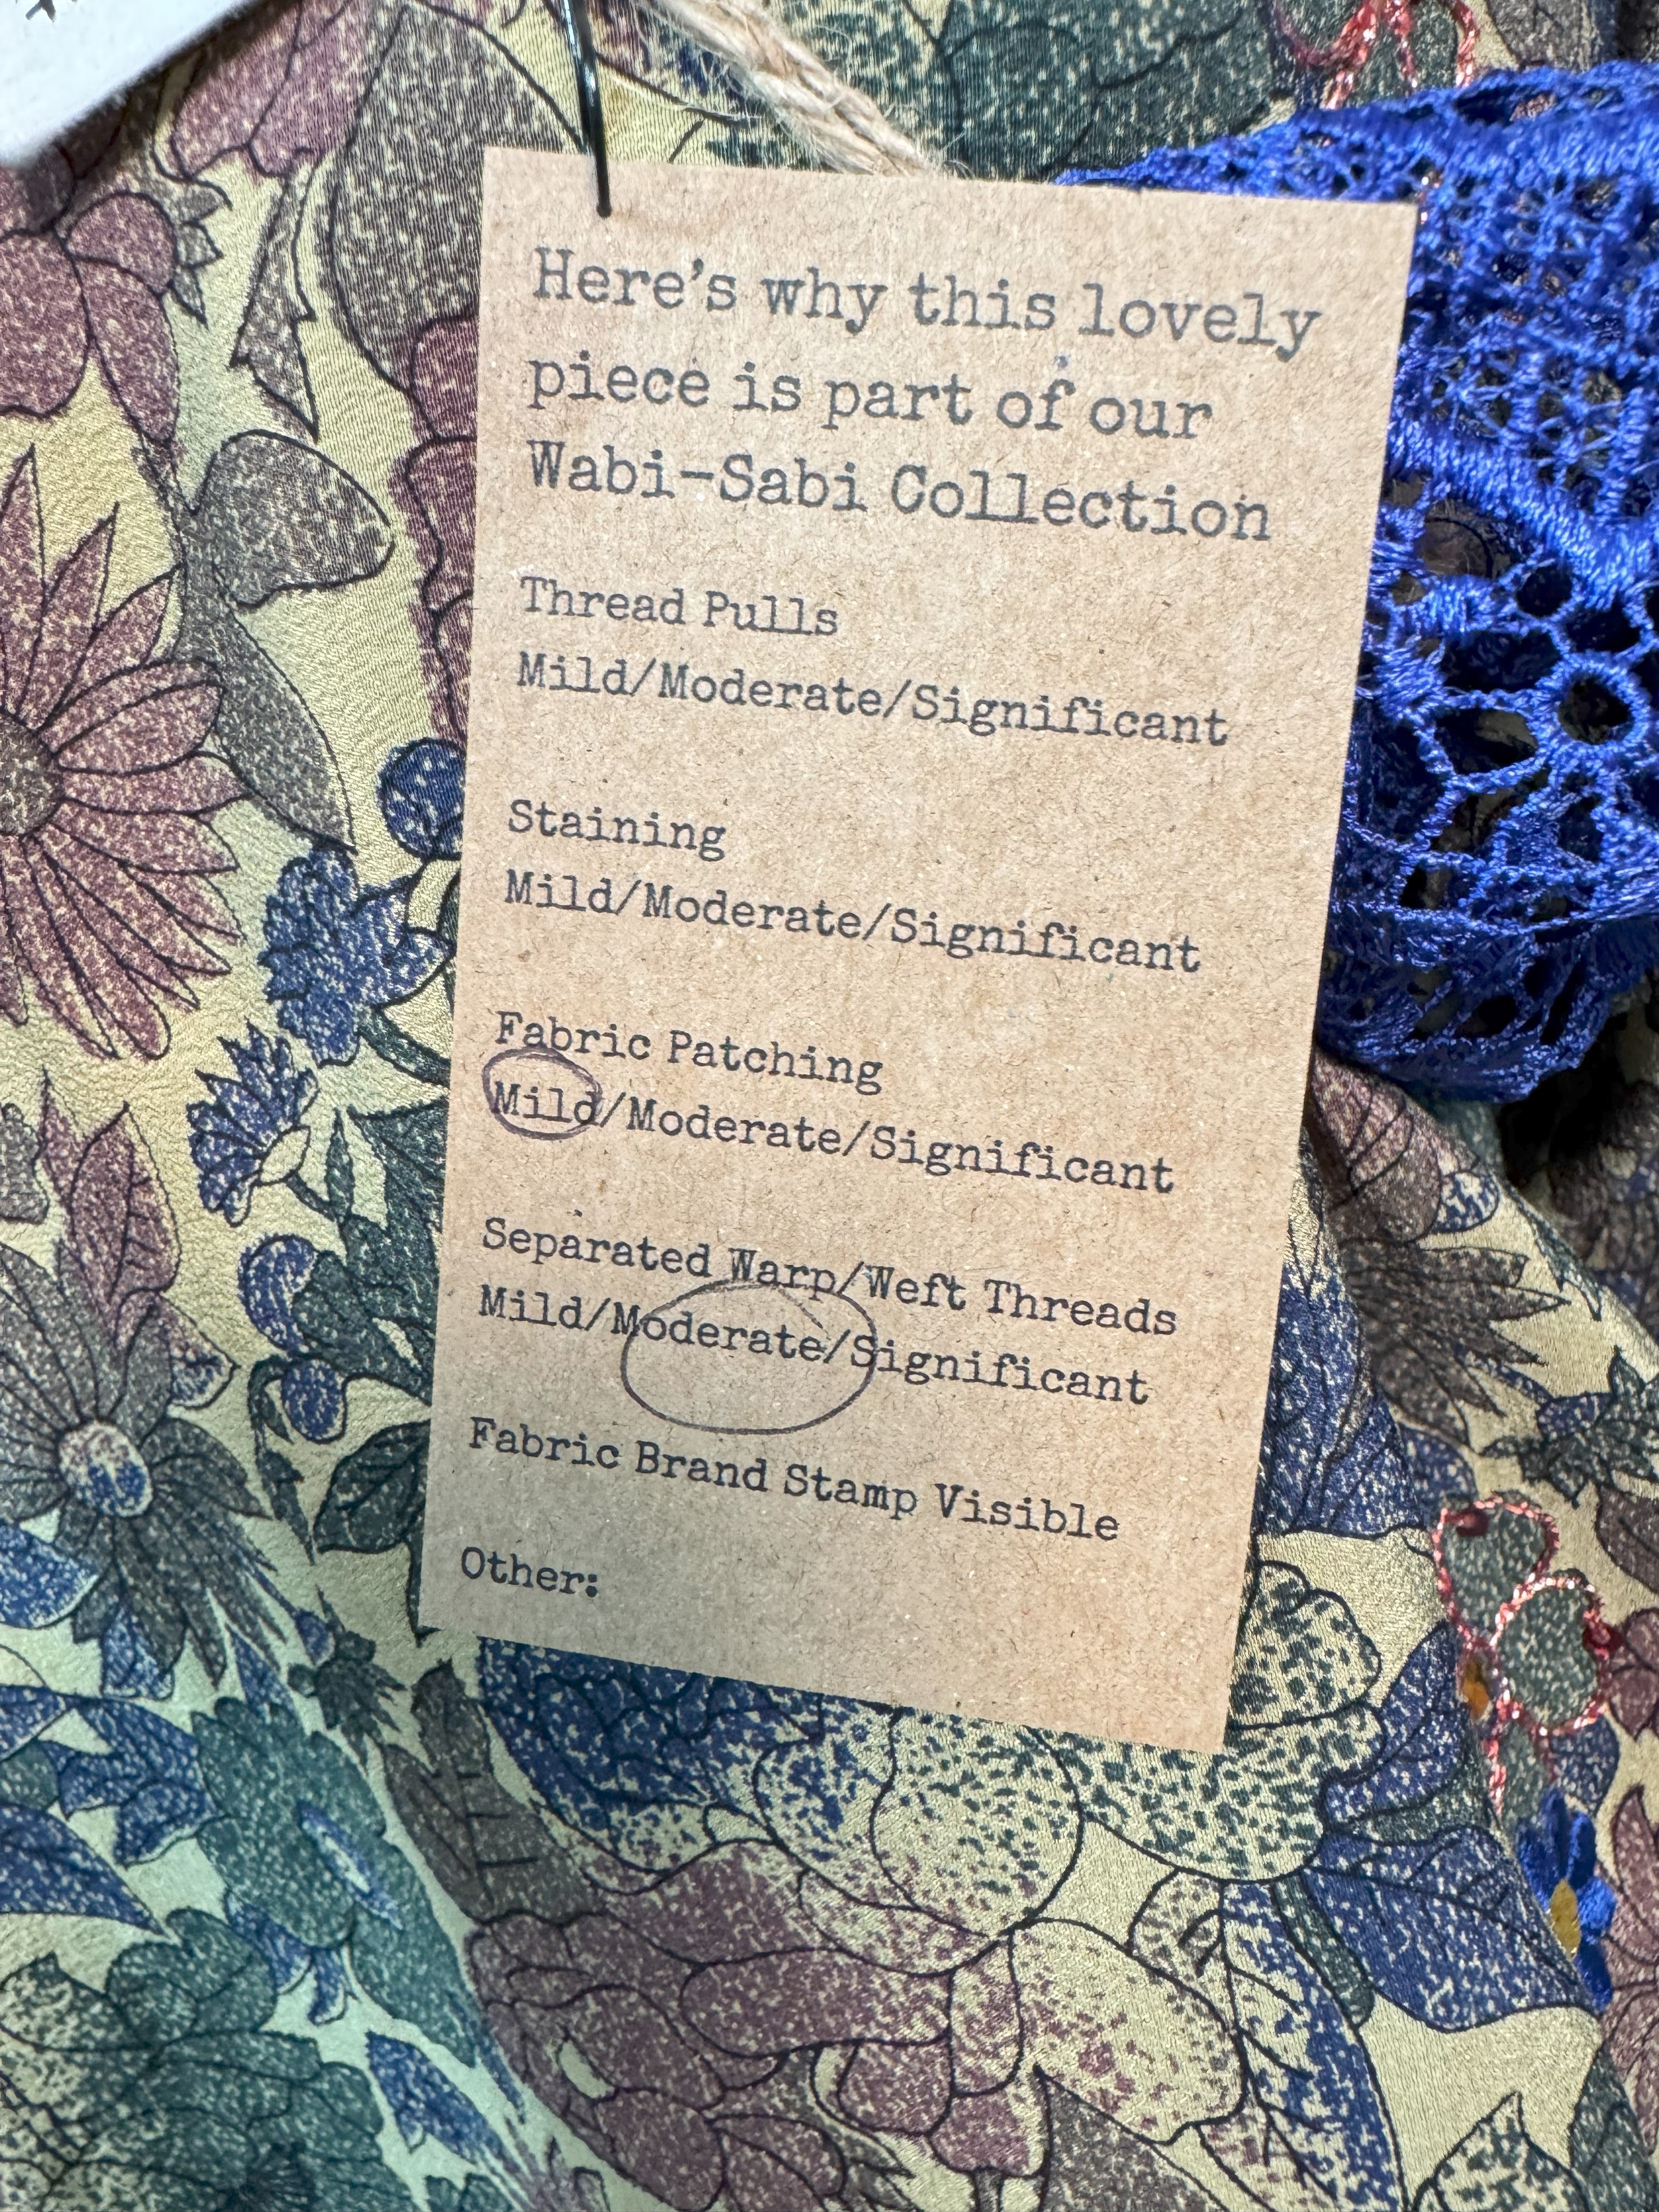 Here's why this lovely
piece is part of our
Wabi-Sabi Collection
Thread Pulls
Mild/Moderate/Significant
Staining
Mild/Moderate/Significant
Fabric Patching
Mild/Moderate/Significant
Separated Warp/Weft Threads
Mild/Moderate/Significant
Fabric Brand Stamp Visible
Other: